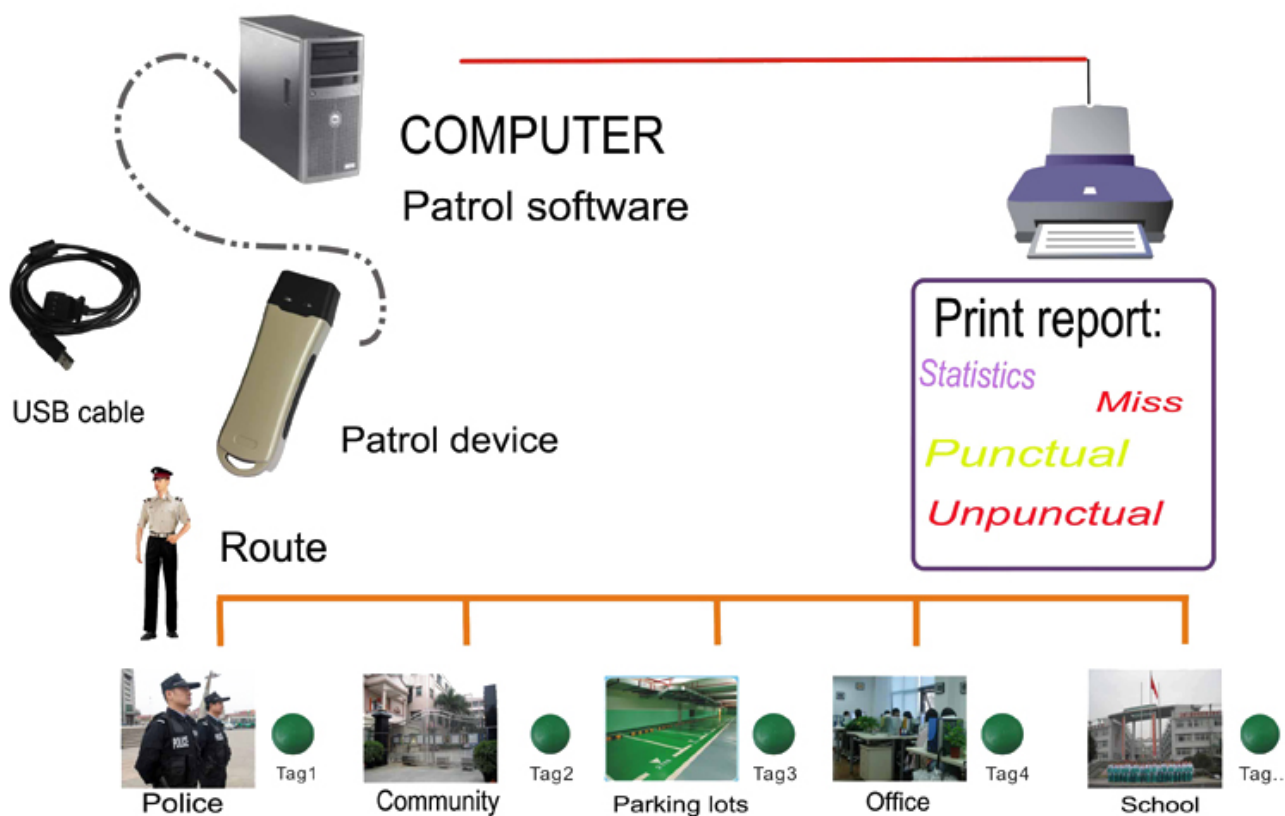 COMPUTER
Patrol software
USB cable
Patrol device
Print report:
Statistics
Miss
Punctual
Unpunctual
Route
POLICE
Tag1
Tag2
Tag3
Tag4
Tag..
Police
Community
Parking lots
Office
School